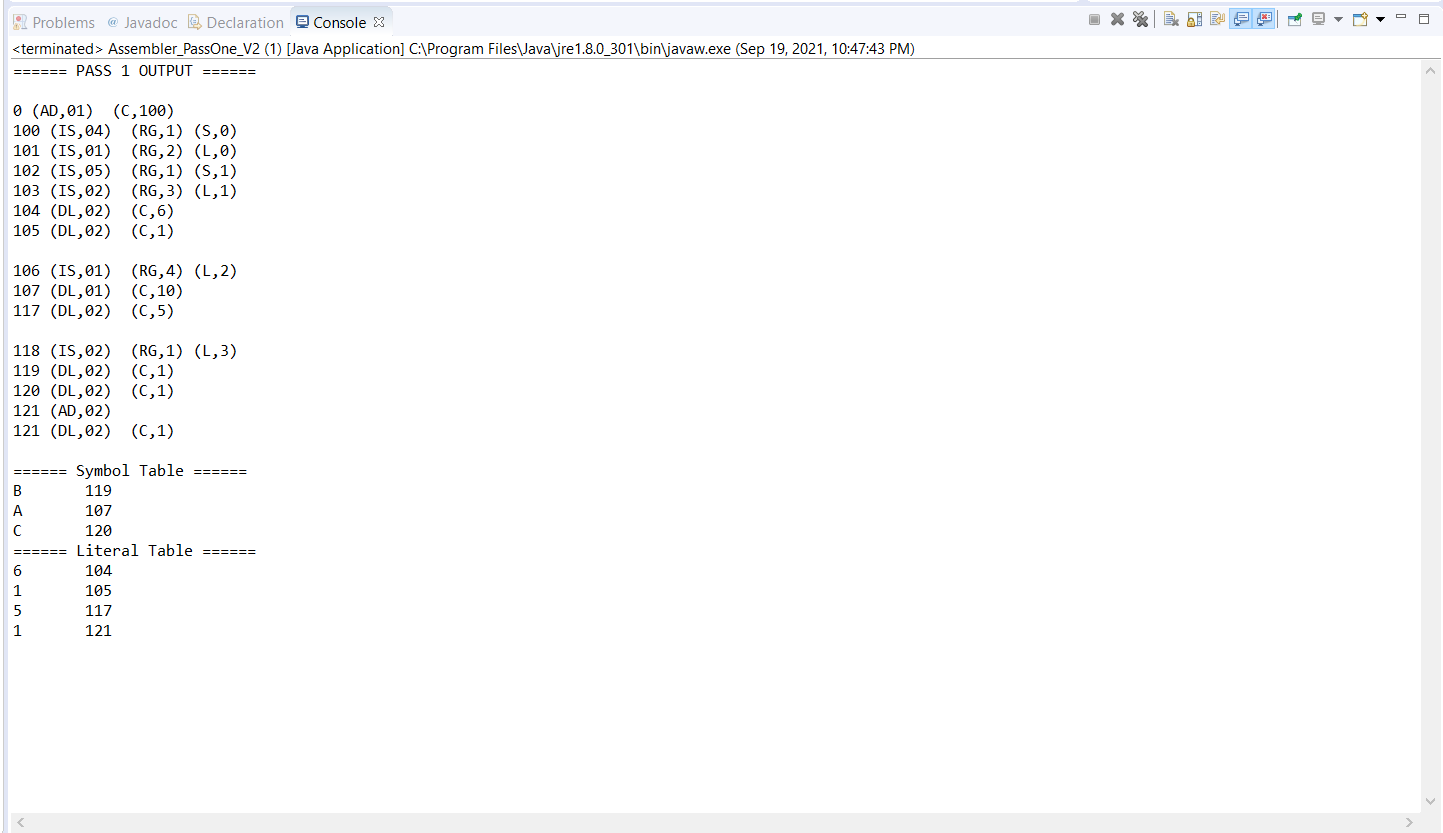 Problems @ Javadoc Declaration Console
<terminated> Assembler_PassOne_V2 (1) [Java Application] C:\Program Files\Java\jre1.8.0_301\bin\javaw.exe (Sep 19, 2021, 10:47:43 PM)
====== PASS 1 OUTPUT ======
0 (AD,01)  (C,100)
100 (IS,04)  (RG,1) (S,0)
101 (IS,01)  (RG,2) (L,0)
102 (IS,05)  (RG,1) (S,1)
103 (IS,02)  (RG,3) (L,1)
104 (DL,02)  (C,6)
105 (DL,02)  (C,1)
106 (IS,01)  (RG,4) (L,2)
107 (DL,01)  (C,10)
117 (DL,02)  (C,5)
118 (IS,02)  (RG,1) (L,3)
119 (DL,02)  (C,1)
120 (DL,02)  (C,1)
121 (AD,02)
121 (DL,02)  (C,1)
====== Symbol Table ======
B       119
A       107
C       120
====== Literal Table ======
6       104
1       105
5       117
1       121